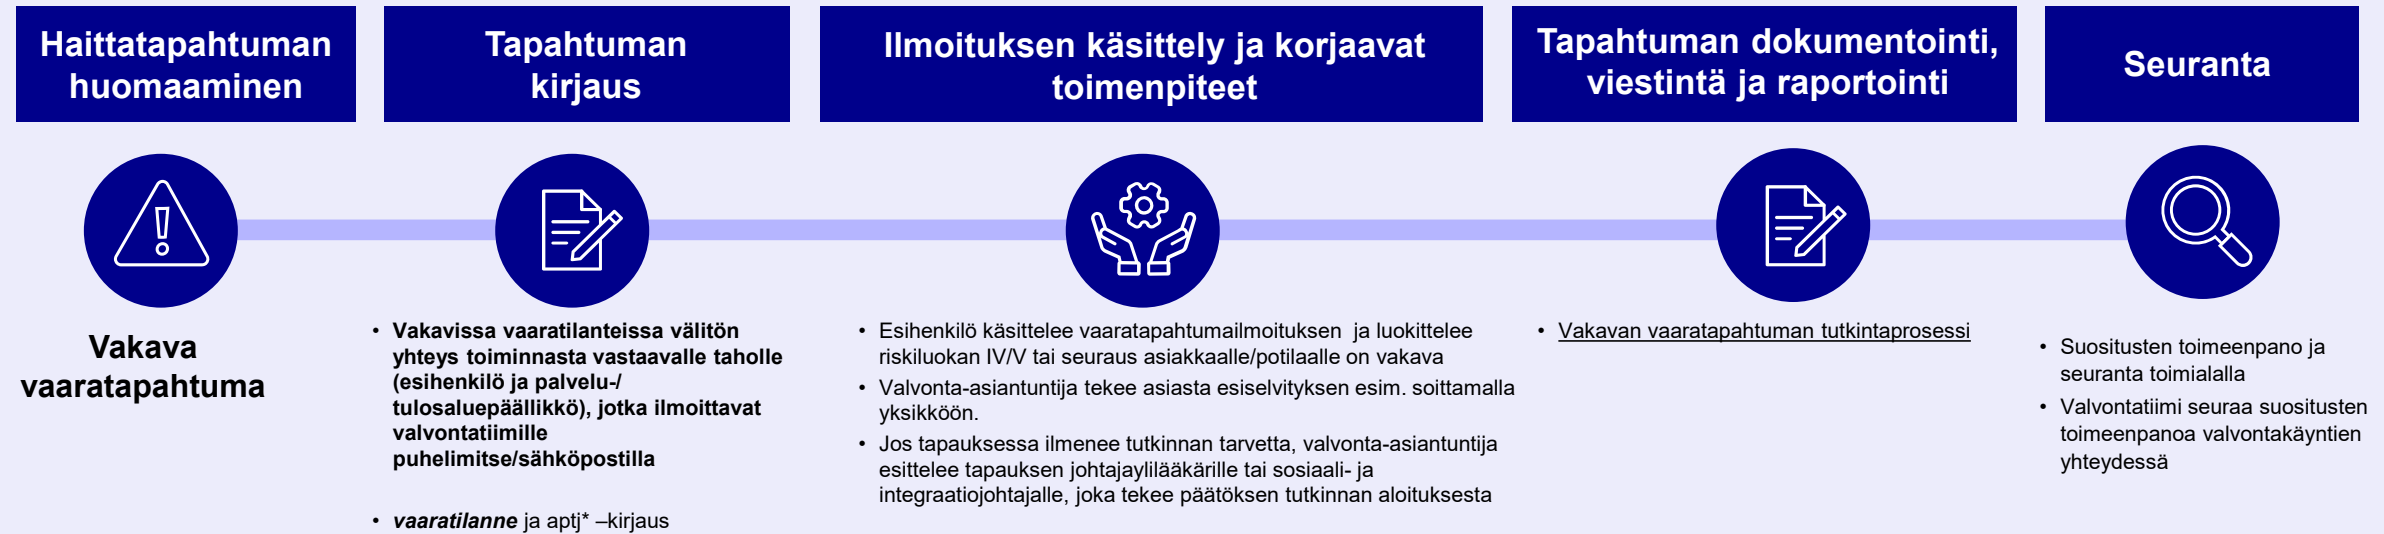 Haittatapahtuman
huomaaminen
Tapahtuman
kirjaus
Ilmoituksen käsittely ja korjaavat
toimenpiteet
Tapahtuman dokumentointi,
viestintä ja raportointi
Seuranta
Vakava
vaaratapahtuma
• Vakavissa vaaratilanteissa välitön
yhteys toiminnasta vastaavalle taholle
(esihenkilö ja palvelu-/
tulosaluepäällikkö), jotka ilmoittavat
valvontatiimille
puhelimitse/sähköpostilla
• vaaratilanne ja aptj* –kirjaus
• Esihenkilö käsittelee vaaratapahtumailmoituksen ja luokittelee
riskiluokan IV/V tai seuraus asiakkaalle/potilaalle on vakava
• Valvonta-asiantuntija tekee asiasta esiselvityksen esim. soittamalla
yksikköön.
• Jos tapauksessa ilmenee tutkinnan tarvetta, valvonta-asiantuntija
esittelee tapauksen johtajaylilääkärille tai sosiaali- ja
integraatiojohtajalle, joka tekee päätöksen tutkinnan aloituksesta
• Vakavan vaaratapahtuman tutkintaprosessi
• Suositusten toimeenpano ja
seuranta toimialalla
• Valvontatiimi seuraa suositusten
toimeenpanoa valvontakäyntien
yhteydessä